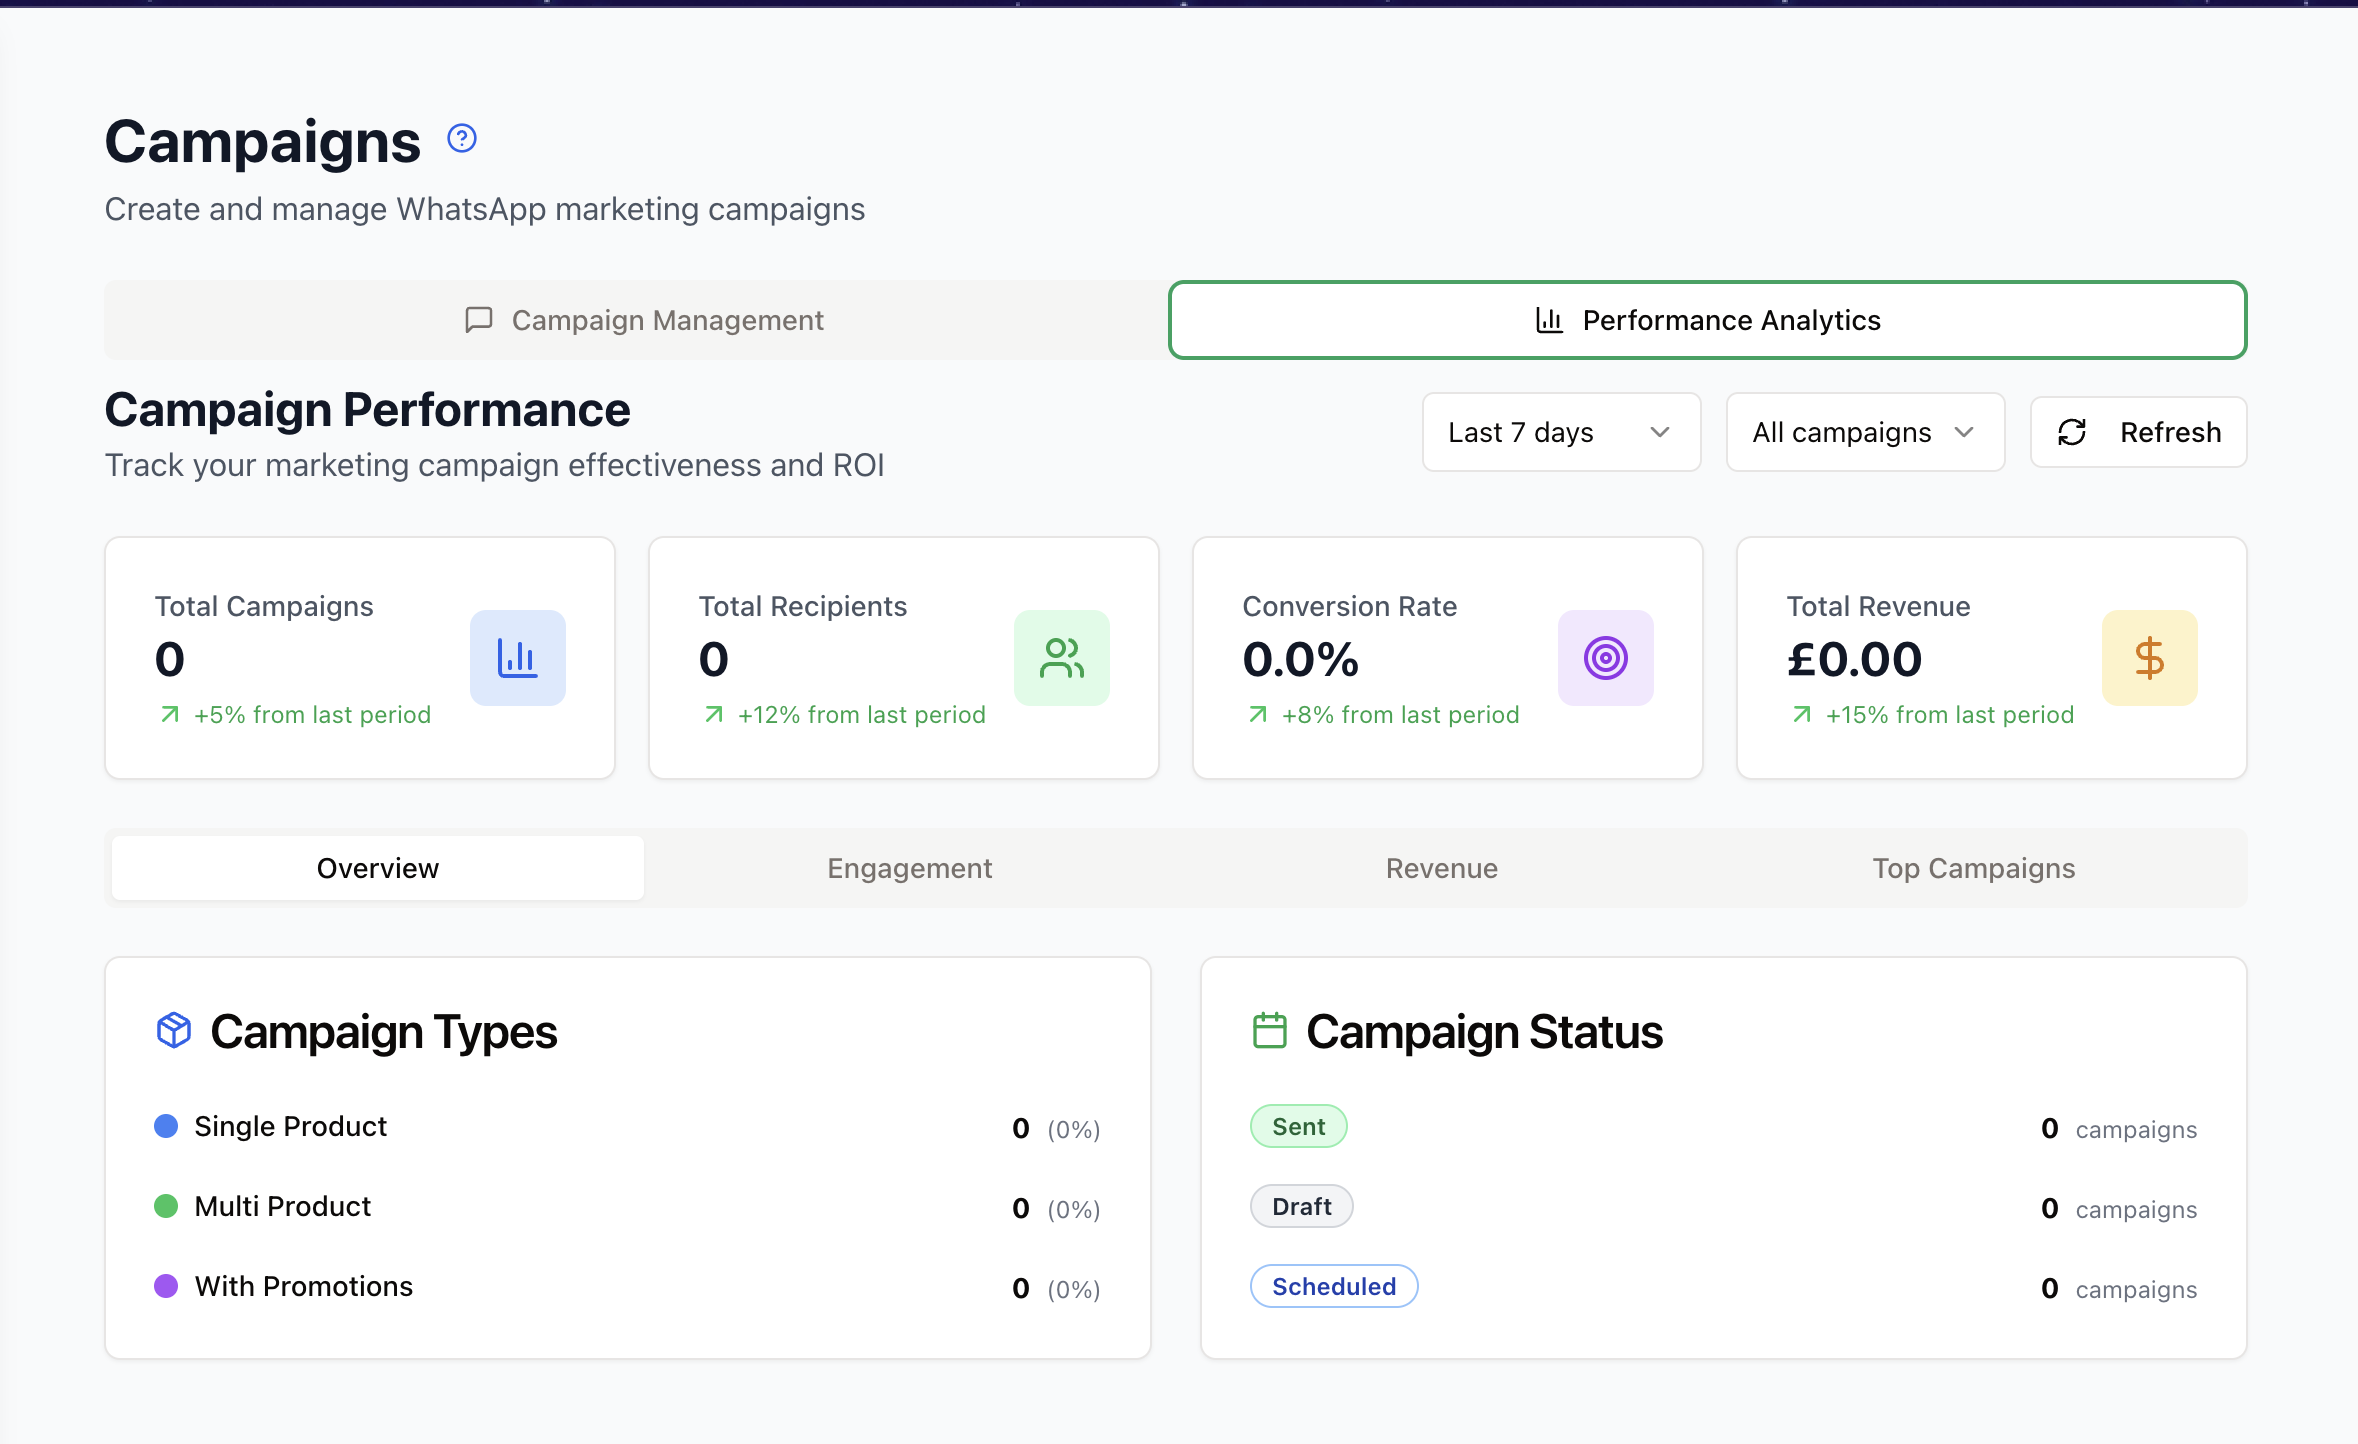 Campaigns
Create and manage WhatsApp marketing campaigns
Campaign Management
Performance Analytics
Campaign Performance
Track your marketing campaign effectiveness and ROI
Last 7 days
All campaigns
Refresh
Total Campaigns
0
+5% from last period
Total Recipients
0
+12% from last period
Conversion Rate
0.0%
+8% from last period
Total Revenue
£0.00
+15% from last period
Overview
Engagement
Revenue
Top Campaigns
Campaign Types
Single Product 0 (0%)
Multi Product 0 (0%)
With Promotions 0 (0%)
Campaign Status
Sent 0 campaigns
Draft 0 campaigns
Scheduled 0 campaigns